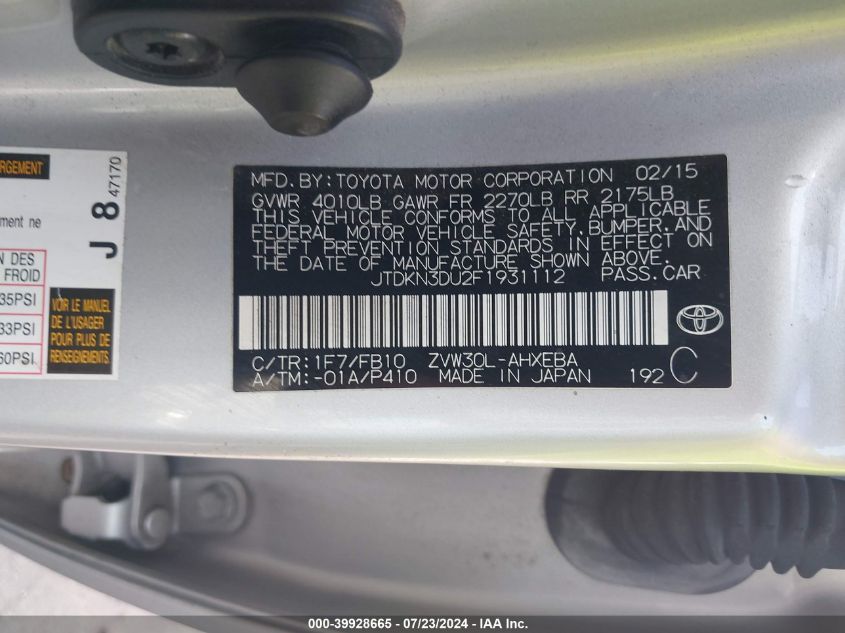 RGEMENT
ment ne
N DES
FROID
35PSI
33PSI
60PSI
J 8 47170
VOIR LE MANUEL
DE L'USAGER
POUR PLUS DE
RENSEIGNEMENTS.
MFD. BY: TOYOTA MOTOR CORPORATION 02/15
GVWR 4010LB GAWR FR 2270LB RR 2175LB
THIS VEHICLE CONFORMS TO ALL APPLICABLE
FEDERAL MOTOR VEHICLE SAFETY, BUMPER, AND
THEFT PREVENTION STANDARDS IN EFFECT ON
THE DATE OF MANUFACTURE SHOWN ABOVE.
JTDKN3DU2F1931112 PASS. CAR
C/TR: 1F7/FB10 ZVW30L-AHXEBA
A/TM: -01A/P410 MADE IN JAPAN 192 C
000-39928665 - 07/23/2024 - IAA Inc.